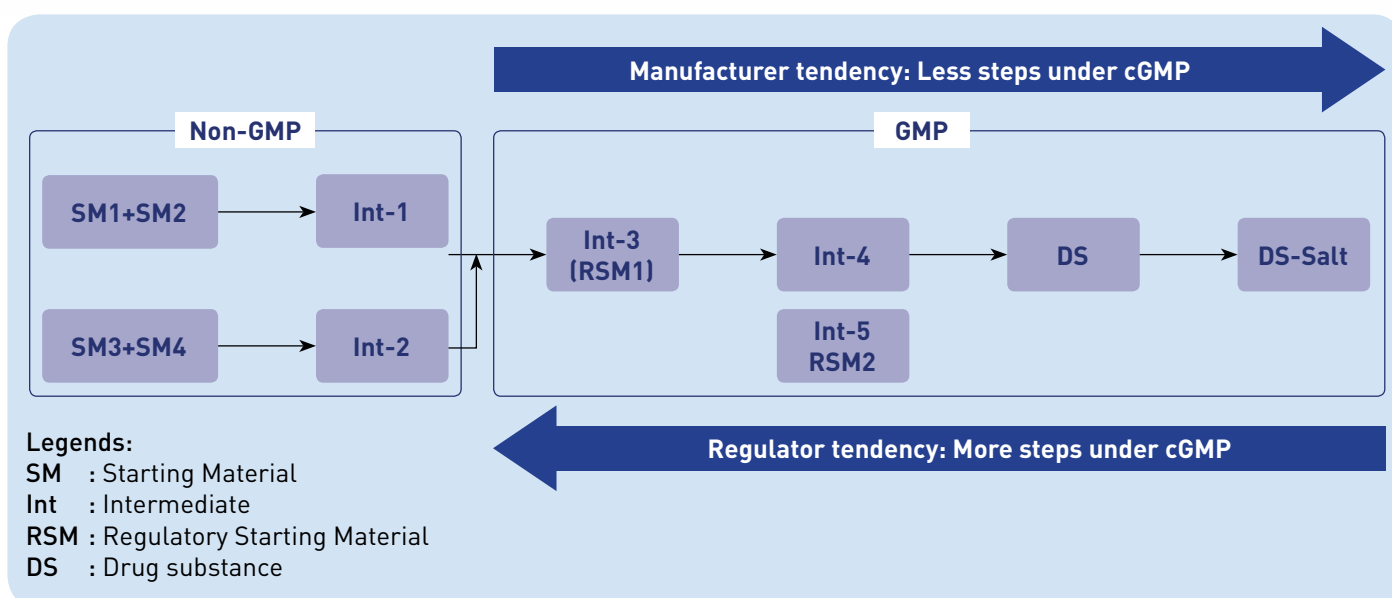 Manufacturer tendency: Less steps under cGMP
Non-GMP
GMP
SM1+SM2
Int-1
Int-3
(RSM1)
Int-4
DS
DS-Salt
SM3+SM4
Int-2
Int-5
RSM2
Regulator tendency: More steps under cGMP
Legends:
SM : Starting Material
Int : Intermediate
RSM : Regulatory Starting Material
DS : Drug substance